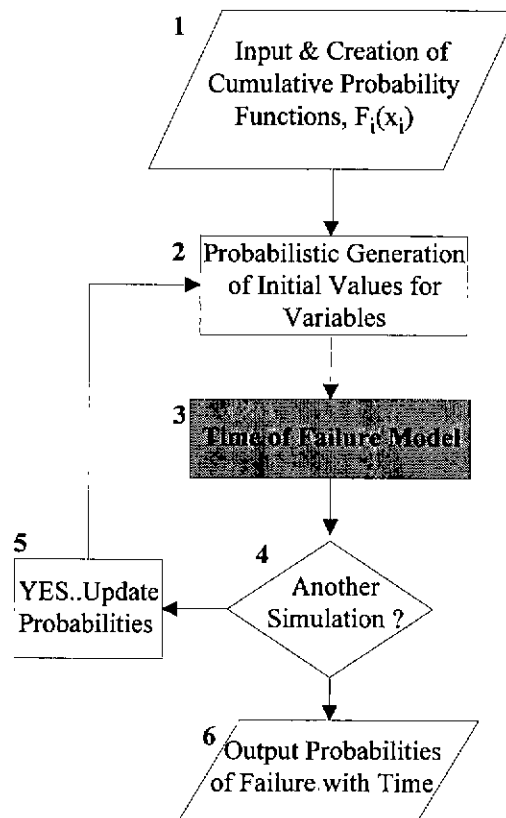 1
Input & Creation of
Cumulative Probability
Functions, Fi(xi)
2
Probabilistic Generation
of Initial Values for
Variables
3
Time of Failure Model
4
Another
Simulation ?
5
YES..Update
Probabilities
6
Output Probabilities
of Failure with Time